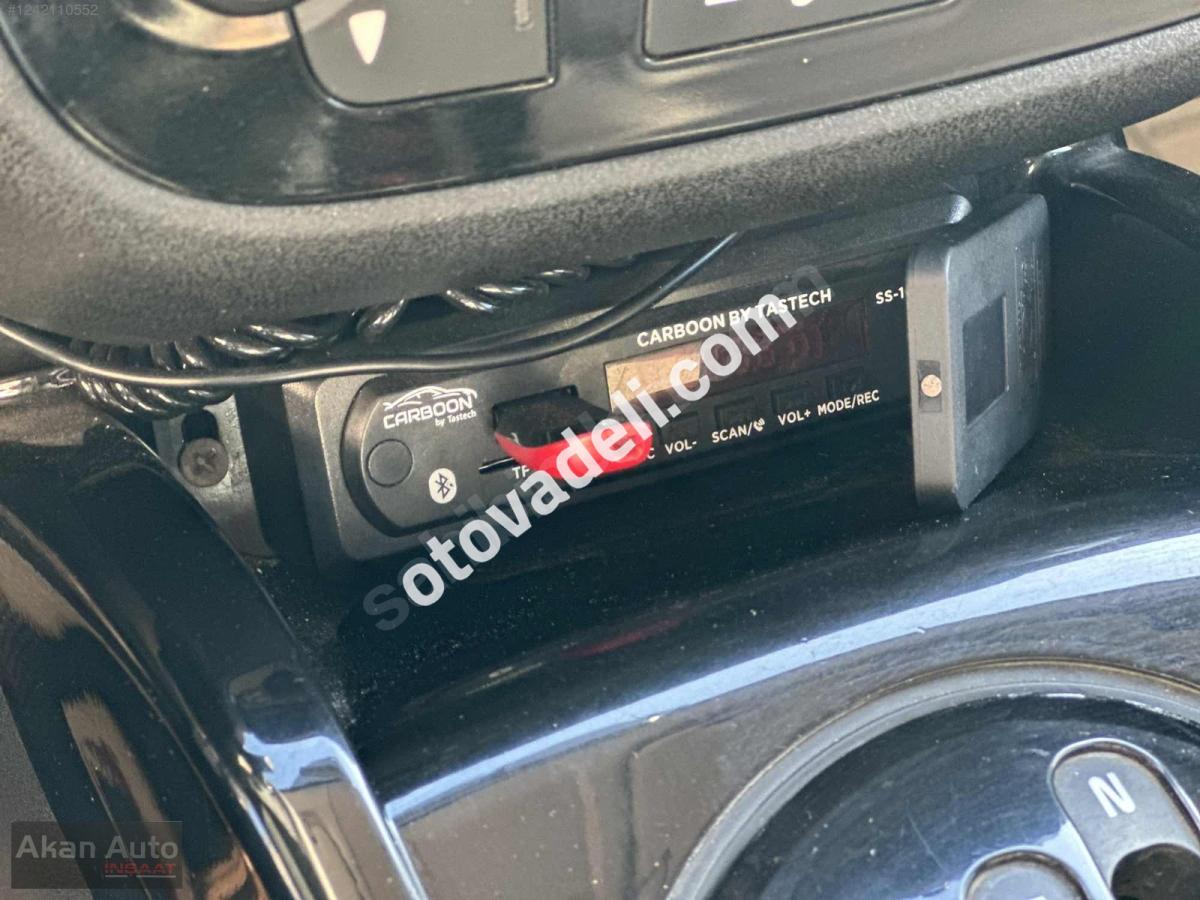 #1242110552
CARBOON BY TASTECH
SS-1
CARBOON
by Tastech
VOL-
SCAN/
VOL+
MODE/REC
sotovadeli.com
N
Akan Auto
INŞAAT